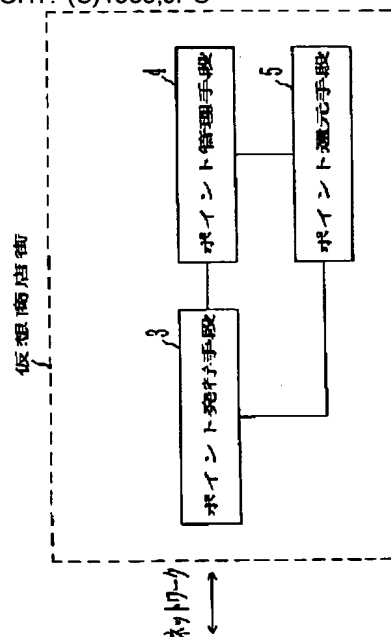 仮想商店街
4
ポイント管理手段
5
ポイント還元手段
3
ポイント発行手段
ネットワーク